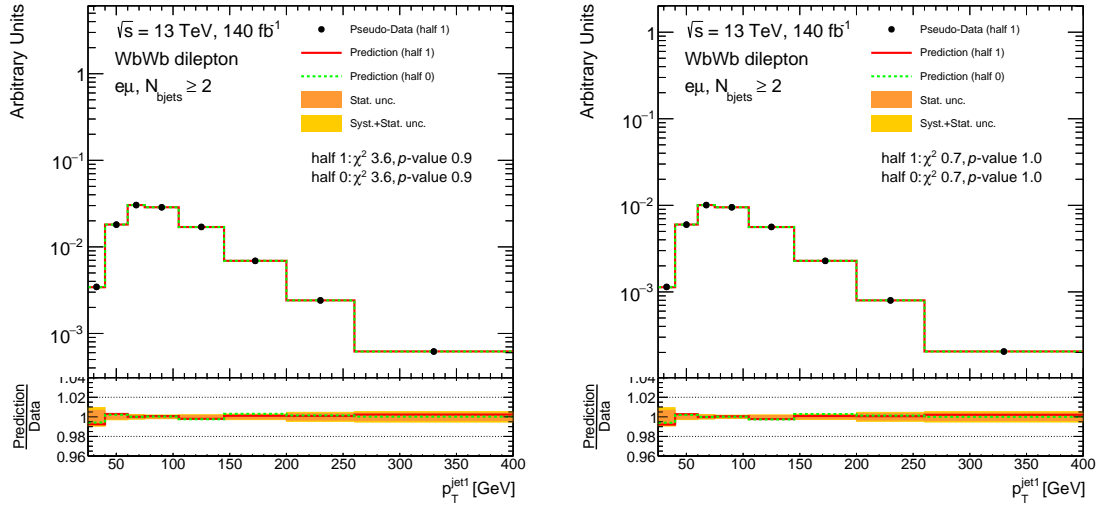 Arbitrary Units
√s = 13 TeV, 140 fb⁻¹
WbWb dilepton
eμ, N_bjets ≥ 2
Pseudo-Data (half 1)
Prediction (half 1)
Prediction (half 0)
Stat. unc.
Syst.+Stat. unc.
half 1: χ² 3.6, p-value 0.9
half 0: χ² 3.6, p-value 0.9
1
10⁻¹
10⁻²
10⁻³
Prediction
Data
1.04
1.02
1
0.98
0.96
50 100 150 200 250 300 350 400
p_T^jet1 [GeV]
Arbitrary Units
√s = 13 TeV, 140 fb⁻¹
WbWb dilepton
eμ, N_bjets ≥ 2
Pseudo-Data (half 1)
Prediction (half 1)
Prediction (half 0)
Stat. unc.
Syst.+Stat. unc.
half 1: χ² 0.7, p-value 1.0
half 0: χ² 0.7, p-value 1.0
1
10⁻¹
10⁻²
10⁻³
Prediction
Data
1.04
1.02
1
0.98
0.96
50 100 150 200 250 300 350 400
p_T^jet1 [GeV]